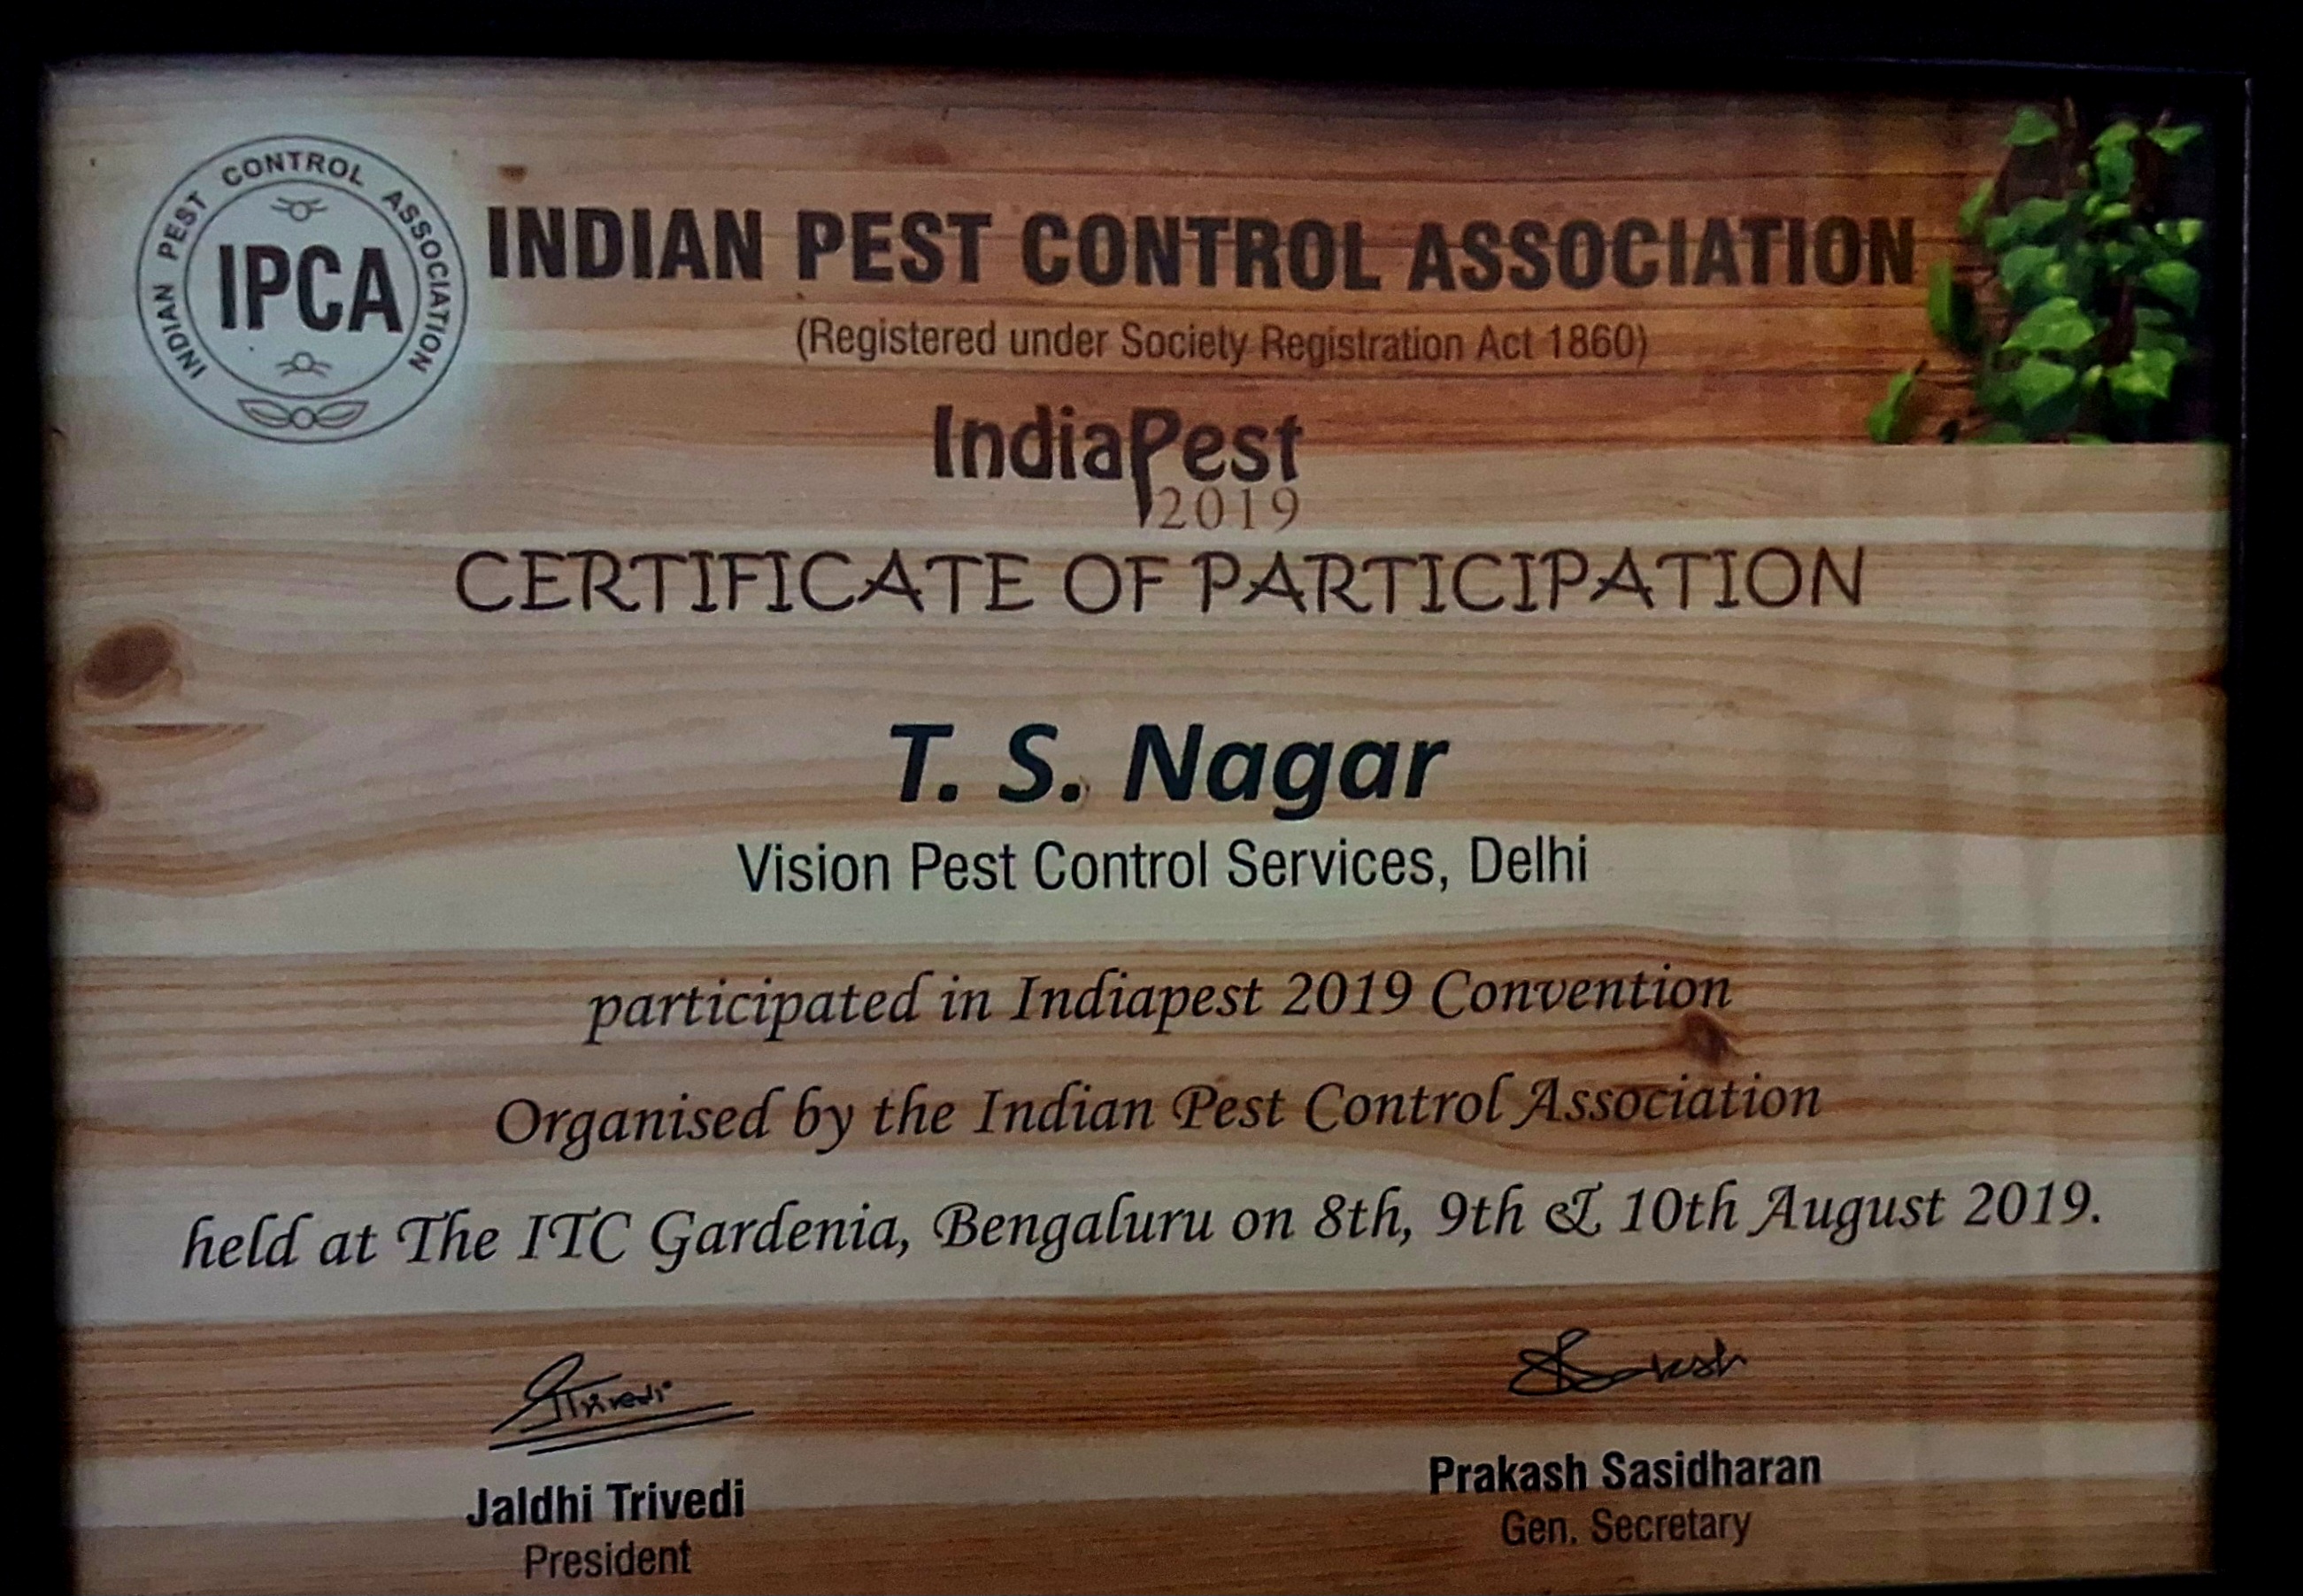 INDIAN PEST CONTROL ASSOCIATION
IPCA
INDIAN PEST CONTROL ASSOCIATION
(Registered under Society Registration Act 1860)
IndiaPest
2019
CERTIFICATE OF PARTICIPATION
T. S. Nagar
Vision Pest Control Services, Delhi
participated in Indiapest 2019 Convention
Organised by the Indian Pest Control Association
held at The ITC Gardenia, Bengaluru on 8th, 9th & 10th August 2019.
Jaldhi Trivedi
President
Prakash Sasidharan
Gen. Secretary